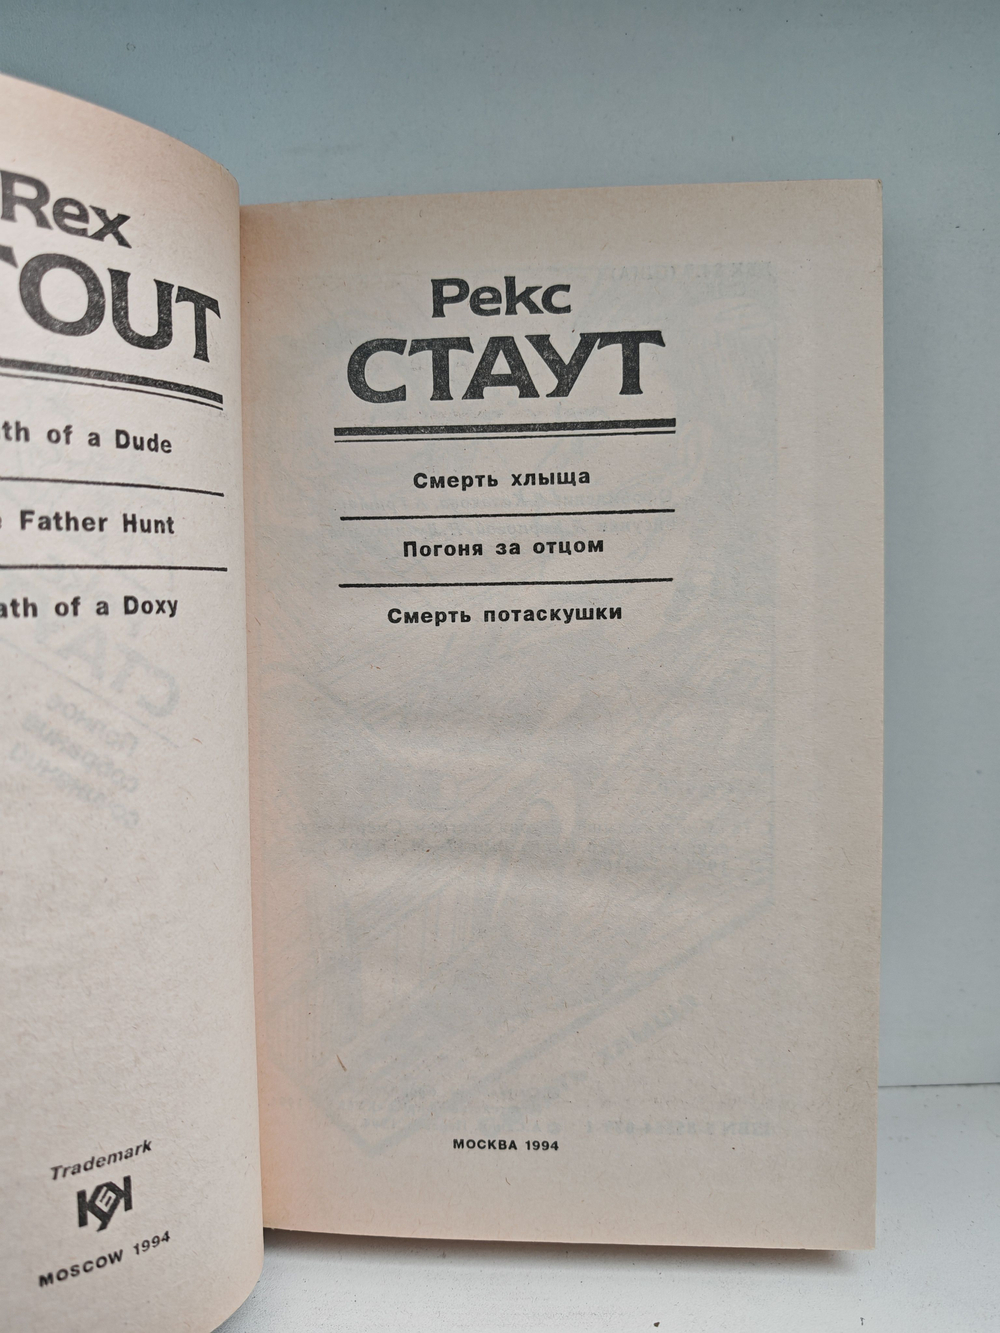 Rex
TOUT
th of a Dude
Father Hunt
ath of a Doxy
Trademark
MOSCOW 1994
Рекс
СТАУТ
Смерть хлыща
Погоня за отцом
Смерть потаскушки
МОСКВА 1994